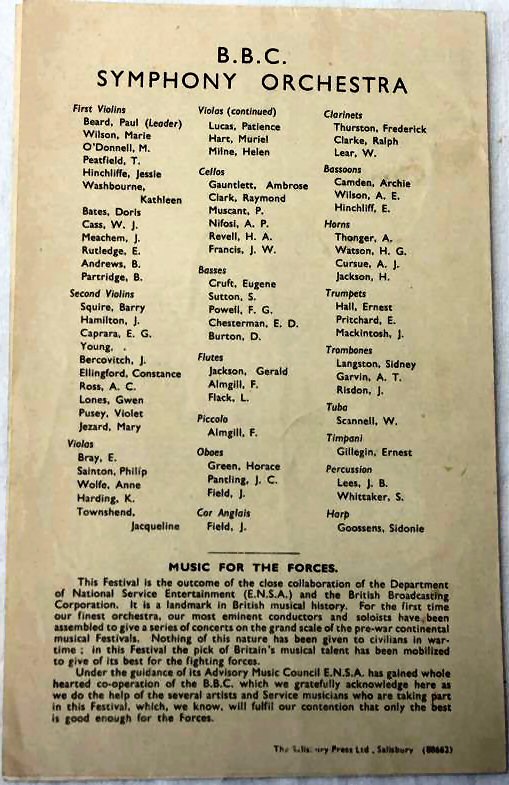 B.B.C.
SYMPHONY ORCHESTRA
First Violins
Beard, Paul (Leader)
Wilson, Marie
O'Donnell, M.
Peatfield, T.
Hinchliffe, Jessie
Washbourne,
Kathleen
Bates, Doris
Cass, W. J.
Meachem, J.
Rutledge, E.
Andrews, B.
Partridge, B.
Second Violins
Squire, Barry
Hamilton, J.
Caprara, E. G.
Young, .
Bercovitch, J.
Ellingford, Constance
Ross, A. C.
Lones, Gwen
Pusey, Violet
Jezard, Mary
Violas
Bray, E.
Sainton, Philip
Wolfe, Anne
Harding, K.
Townshend,
Jacqueline
Violas (continued)
Lucas, Patience
Hart, Muriel
Milne, Helen
Cellos
Gauntlett, Ambrose
Clark, Raymond
Muscant, P.
Nifosi, A. P.
Revell, H. A.
Francis, J. W.
Basses
Cruft, Eugene
Sutton, S.
Powell, F. G.
Chesterman, E. D.
Burton, D.
Flutes
Jackson, Gerald
Almgill, F.
Flack, L.
Piccolo
Almgill, F.
Oboes
Green, Horace
Pantling, J. C.
Field, J.
Cor Anglais
Field, J.
Clarinets
Thurston, Frederick
Clarke, Ralph
Lear, W.
Bassoons
Camden, Archie
Wilson, A. E.
Hinchliff, E.
Horns
Thonger, A.
Watson, H. G.
Cursue, A. J.
Jackson, H.
Trumpets
Hall, Ernest
Pritchard, E.
Mackintosh, J.
Trombones
Langston, Sidney
Garvin, A. T.
Risdon, J.
Tuba
Scannell, W.
Timpani
Gillegin, Ernest
Percussion
Lees, J. B.
Whittaker, S.
Harp
Goossens, Sidonie
MUSIC FOR THE FORCES.
This Festival is the outcome of the close collaboration of the Department
of National Service Entertainment (E.N.S.A.) and the British Broadcasting
Corporation. It is a landmark in British musical history. For the first time
our finest orchestra, our most eminent conductors and soloists have been
assembled to give a series of concerts on the grand scale of the pre-war continental
musical Festivals. Nothing of this nature has been given to civilians in war-
time ; in this Festival the pick of Britain's musical talent has been mobilized
to give of its best for the fighting forces.
Under the guidance of its Advisory Music Council E.N.S.A. has gained whole
hearted co-operation of the B.B.C. which we gratefully acknowledge here as
we do the help of the several artists and Service musicians who are taking part
in this Festival, which, we know, will fulfil our contention that only the best
is good enough for the Forces.
The Salisbury Press Ltd., Salisbury (88662)